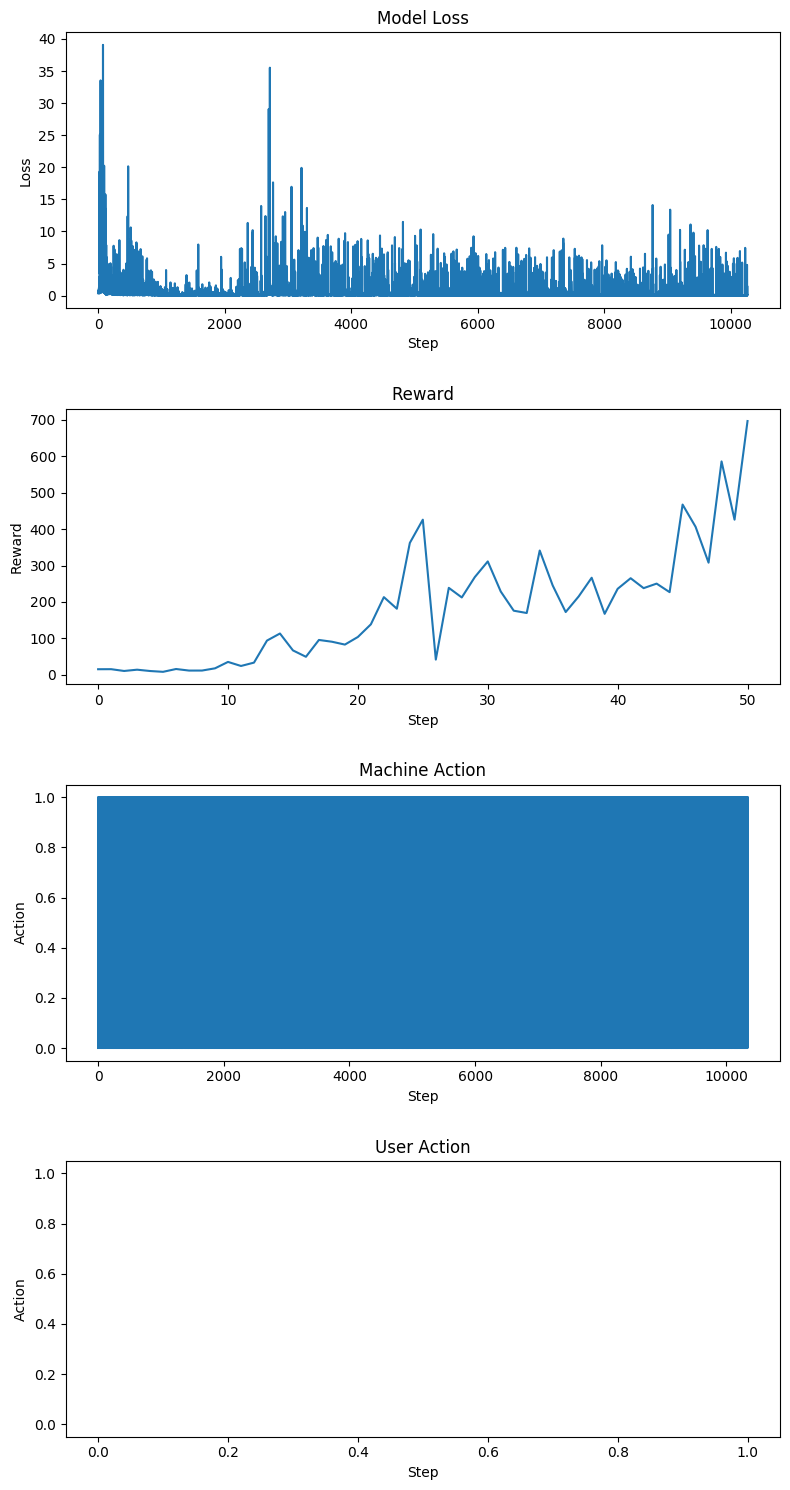 Model Loss
40
35
30
25
20
15
10
5
0
Loss
0 2000 4000 6000 8000 10000
Step
Reward
700
600
500
400
300
200
100
0
Reward
0 10 20 30 40 50
Step
Machine Action
1.0
0.8
0.6
0.4
0.2
0.0
Action
0 2000 4000 6000 8000 10000
Step
User Action
1.0
0.8
0.6
0.4
0.2
0.0
Action
0.0 0.2 0.4 0.6 0.8 1.0
Step